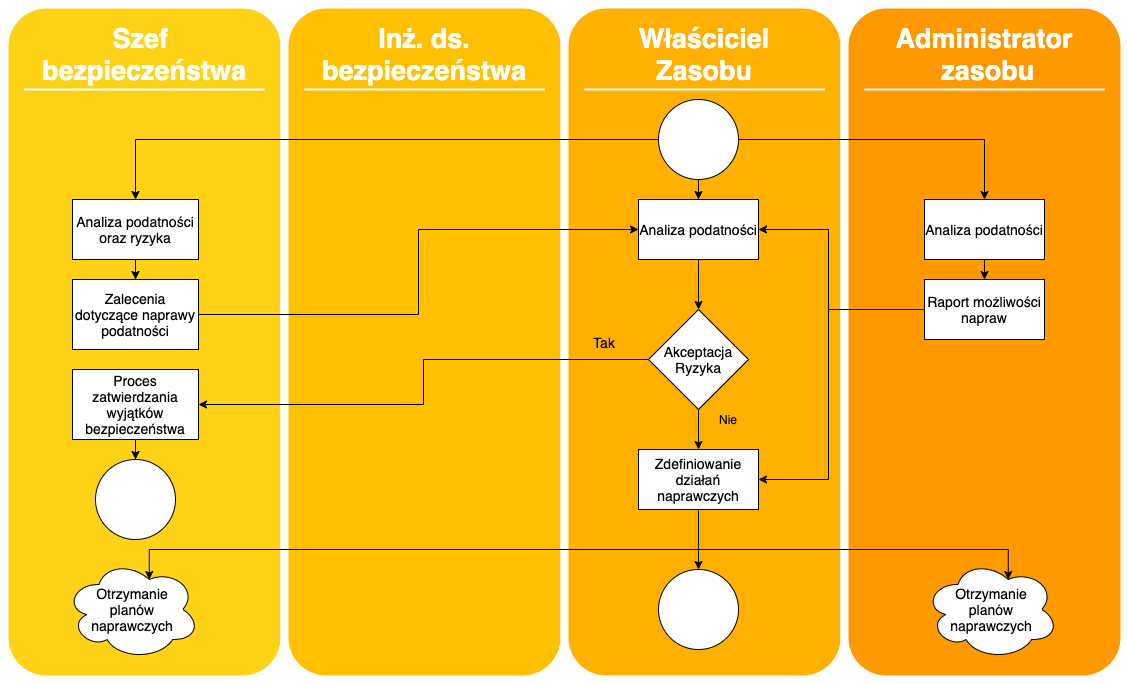 Szef
bezpieczeństwa
Inż. ds.
bezpieczeństwa
Właściciel
Zasobu
Administrator
zasobu
Analiza podatności
oraz ryzyka
Analiza podatności
Analiza podatności
Zalecenia
dotyczące naprawy
podatności
Raport możliwości
napraw
Tak
Akceptacja
Ryzyka
Proces
zatwierdzania
wyjątków
bezpieczeństwa
Nie
Zdefiniowanie
działań
naprawczych
Otrzymanie
planów
naprawczych
Otrzymanie
planów
naprawczych